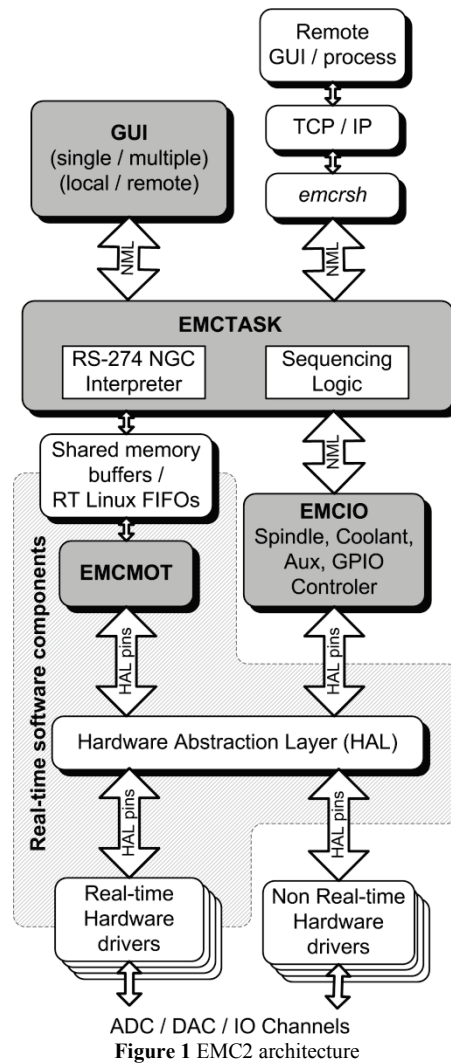 Remote
GUI / process
TCP / IP
emcrsh
GUI
(single / multiple)
(local / remote)
NML
NML
EMCTASK
RS-274 NGC
Interpreter
Sequencing
Logic
NML
Shared memory
buffers /
RT Linux FIFOs
EMCIO
Spindle, Coolant,
Aux, GPIO
Controler
EMCMOT
Real-time software components
HAL pins
HAL pins
Hardware Abstraction Layer (HAL)
HAL pins
HAL pins
Real-time
Hardware
drivers
Non Real-time
Hardware
drivers
ADC / DAC / IO Channels
Figure 1 EMC2 architecture